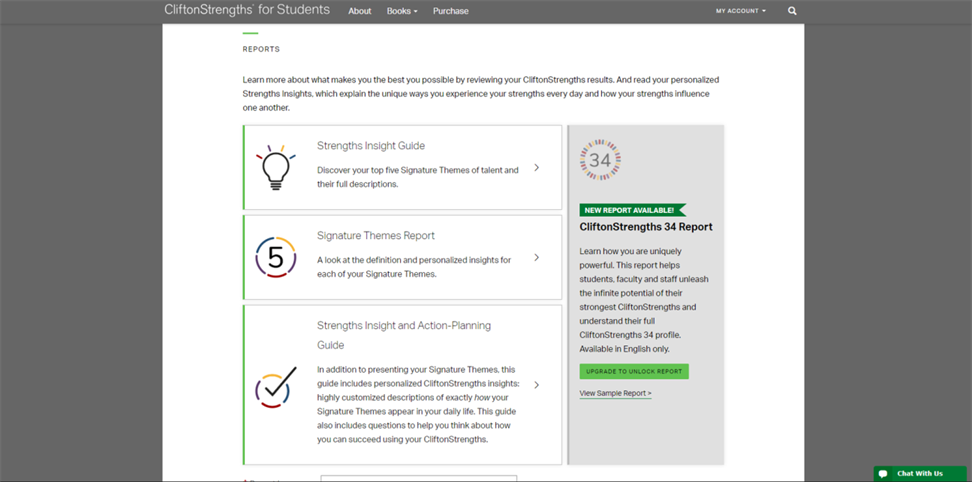 CliftonStrengths® for Students
About
Books
Purchase
MY ACCOUNT
REPORTS
Learn more about what makes you the best you possible by reviewing your CliftonStrengths results. And read your personalized
Strengths Insights, which explain the unique ways you experience your strengths every day and how your strengths influence
one another.
Strengths Insight Guide
Discover your top five Signature Themes of talent and
their full descriptions.
5
Signature Themes Report
A look at the definition and personalized insights for
each of your Signature Themes.
Strengths Insight and Action-Planning
Guide
In addition to presenting your Signature Themes, this
guide includes personalized CliftonStrengths insights:
highly customized descriptions of exactly how your
Signature Themes appear in your daily life. This guide
also includes questions to help you think about how
you can succeed using your CliftonStrengths.
34
NEW REPORT AVAILABLE!
CliftonStrengths 34 Report
Learn how you are uniquely
powerful. This report helps
students, faculty and staff unleash
the infinite potential of their
strongest CliftonStrengths and
understand their full
CliftonStrengths 34 profile.
Available in English only.
UPGRADE TO UNLOCK REPORT
View Sample Report >
Chat With Us